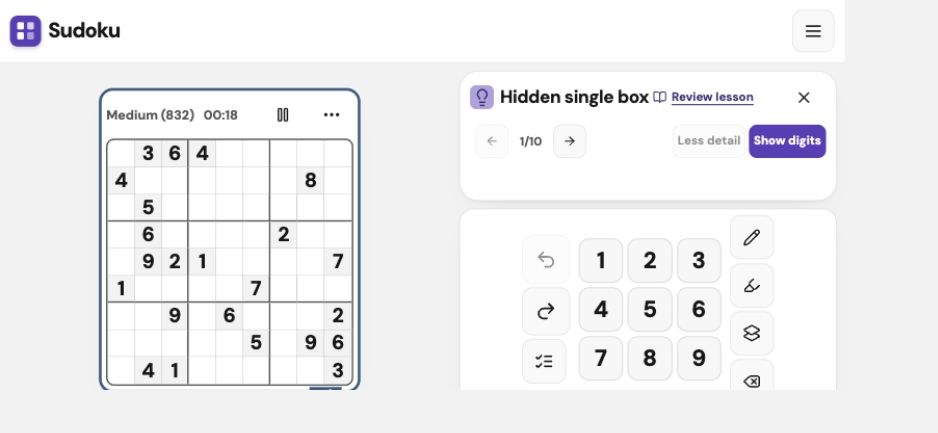 Sudoku
Medium (832) 00:18
3 6 4
4 8
5
6 2
9 2 1 7
1 7
9 6 2
5 9 6
4 1 3
Hidden single box Review lesson
1/10 Less detail Show digits
1 2 3
4 5 6
7 8 9